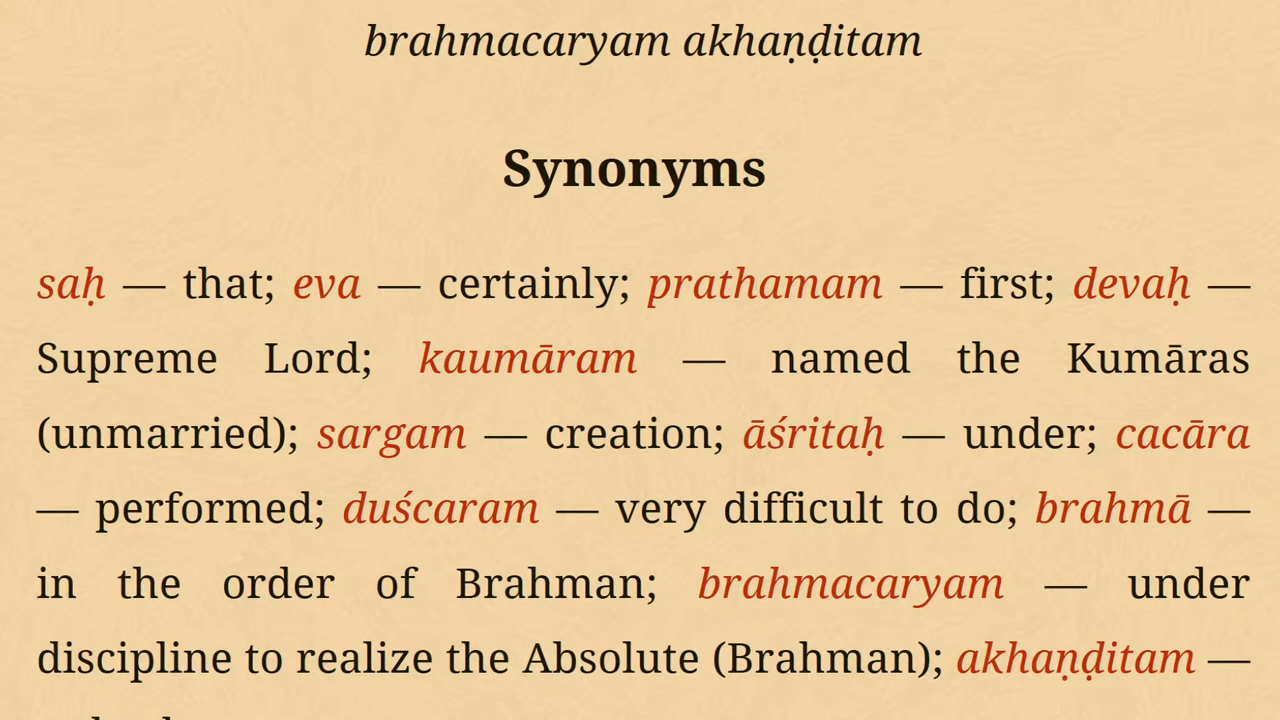 brahmacaryam akhaṇḍitam
Synonyms
saḥ — that; eva — certainly; prathamam — first; devaḥ —
Supreme Lord; kaumāram — named the Kumāras
(unmarried); sargam — creation; āśritaḥ — under; cacāra
— performed; duścaram — very difficult to do; brahmā —
in the order of Brahman; brahmacaryam — under
discipline to realize the Absolute (Brahman); akhaṇḍitam —